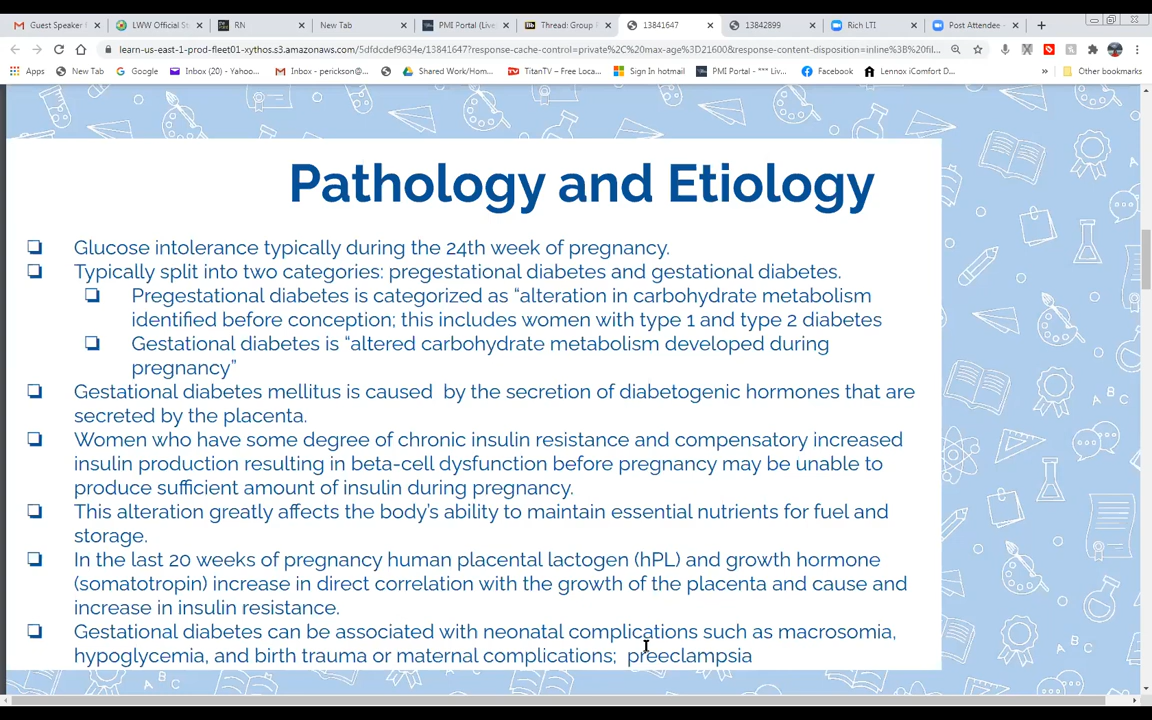 Guest Speaker
LWW Official St
RN
New Tab
PMI Portal (Live
Thread: Group
13841647
13842899
Rich LTI
Post Attendee -
learn-us-east-1-prod-fleet01-xythos.s3.amazonaws.com/5dfdcdef9634e/13841647?response-cache-control=private%2C%20max-age%3D21600&response-content-disposition=inline%3B%20fil...
Apps
New Tab
Google
Inbox (20) - Yahoo...
Inbox - perickson@...
Shared Work/Hom...
TitanTV – Free Loca...
Sign In hotmail
PMI Portal - *** Liv...
Facebook
Lennox iComfort D...
»
Other bookmarks
Pathology and Etiology
Glucose intolerance typically during the 24th week of pregnancy.
Typically split into two categories: pregestational diabetes and gestational diabetes.
Pregestational diabetes is categorized as “alteration in carbohydrate metabolism
identified before conception; this includes women with type 1 and type 2 diabetes
Gestational diabetes is “altered carbohydrate metabolism developed during
pregnancy”
Gestational diabetes mellitus is caused by the secretion of diabetogenic hormones that are
secreted by the placenta.
Women who have some degree of chronic insulin resistance and compensatory increased
insulin production resulting in beta-cell dysfunction before pregnancy may be unable to
produce sufficient amount of insulin during pregnancy.
This alteration greatly affects the body's ability to maintain essential nutrients for fuel and
storage.
In the last 20 weeks of pregnancy human placental lactogen (hPL) and growth hormone
(somatotropin) increase in direct correlation with the growth of the placenta and cause and
increase in insulin resistance.
Gestational diabetes can be associated with neonatal complications such as macrosomia,
hypoglycemia, and birth trauma or maternal complications; preeclampsia